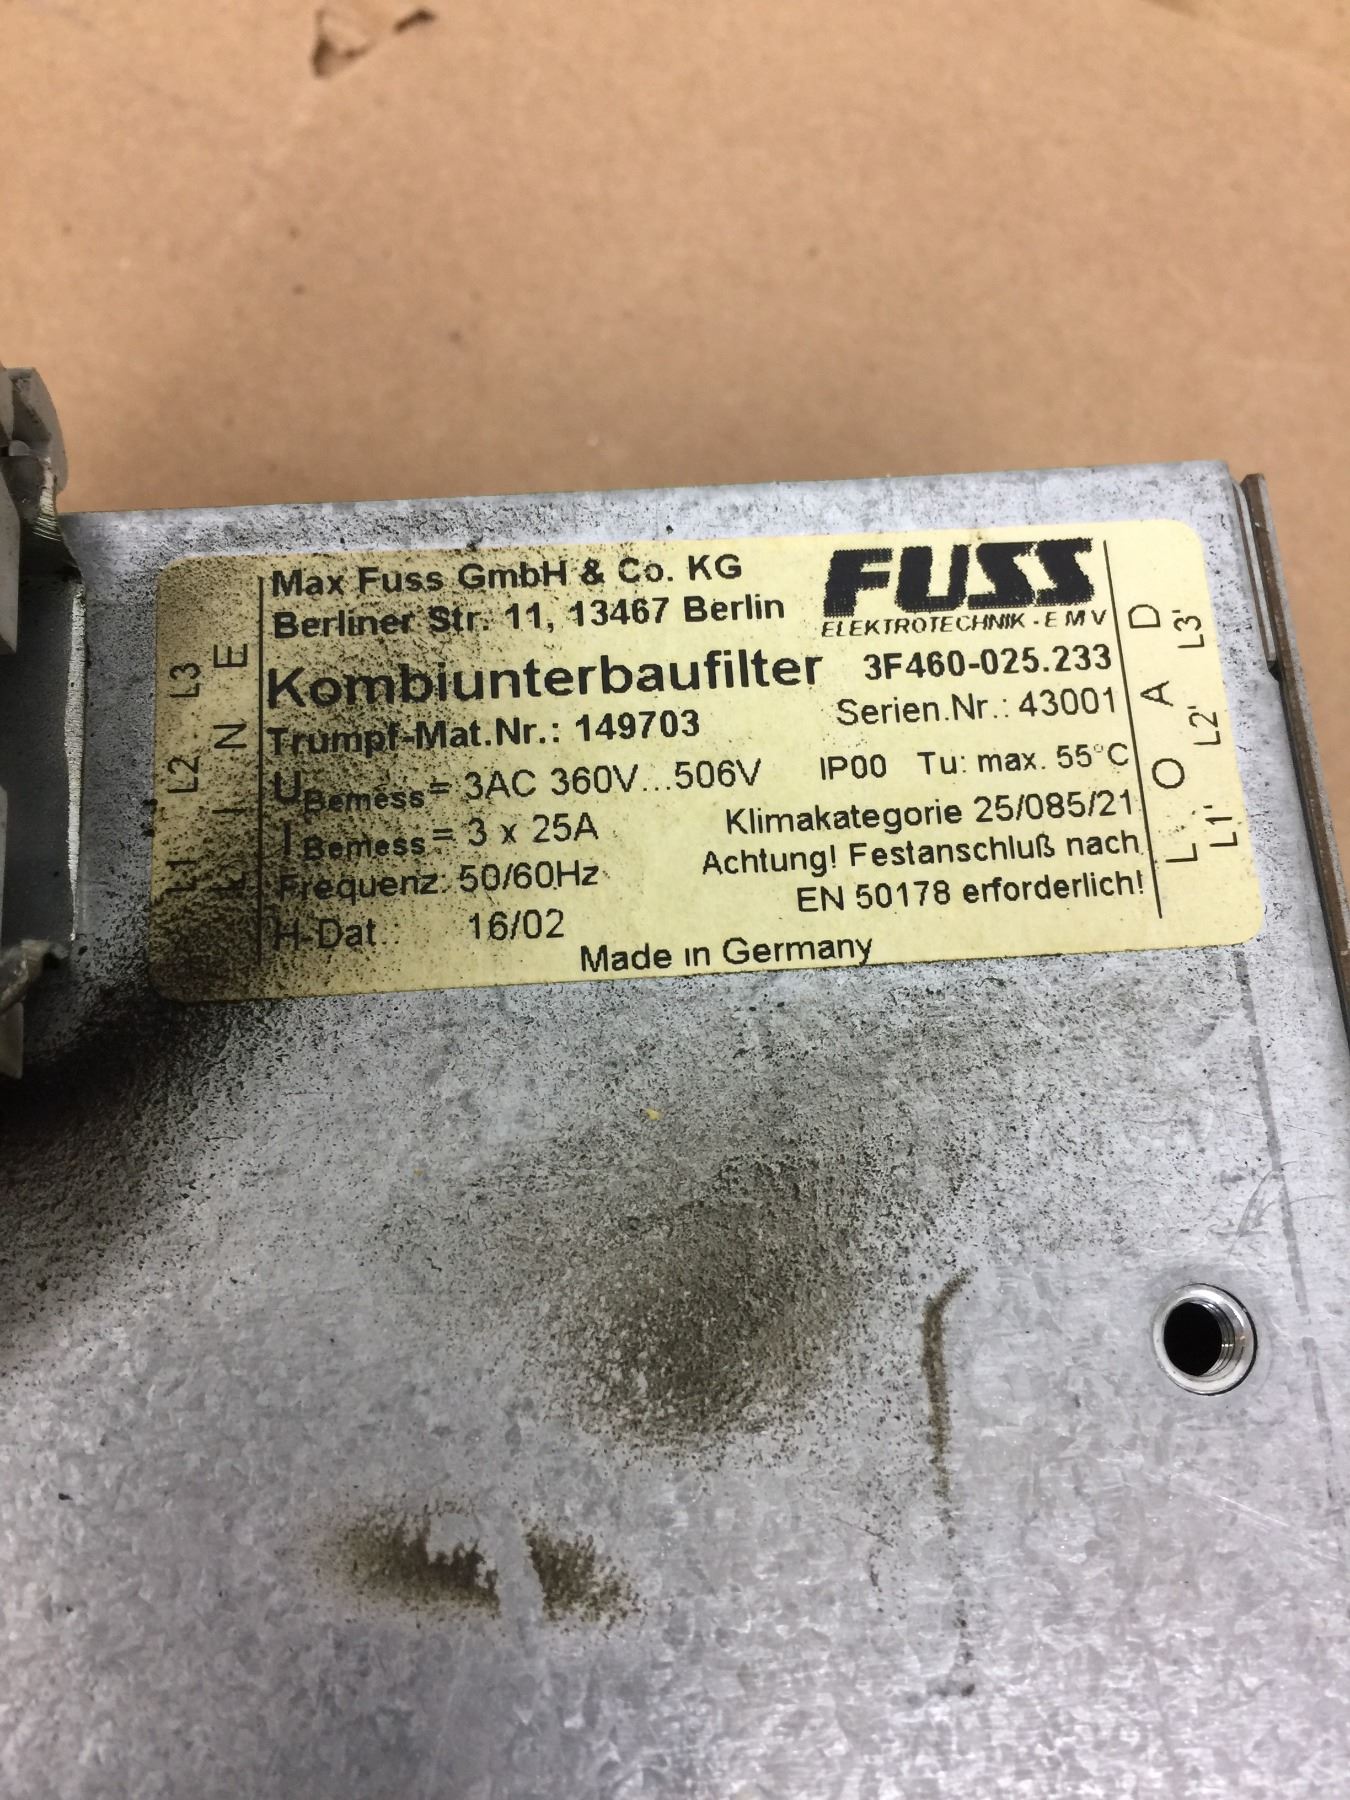 Max Fuss GmbH & Co. KG
Berliner Str. 11, 13467 Berlin
FUSS
ELEKTROTECHNIK - EMV
Kombiunterbaufilter 3F460-025.233
Trumpf-Mat.Nr.: 149703 Serien.Nr.: 43001
UBemess= 3AC 360V...506V IP00 Tu: max. 55°C
IBemess= 3 x 25A Klimakategorie 25/085/21
Frequenz: 50/60Hz Achtung! Festanschluß nach
EN 50178 erforderlich!
H-Dat.: 16/02
Made in Germany
L1 L2 L3
LINE
LOAD
L1' L2' L3'